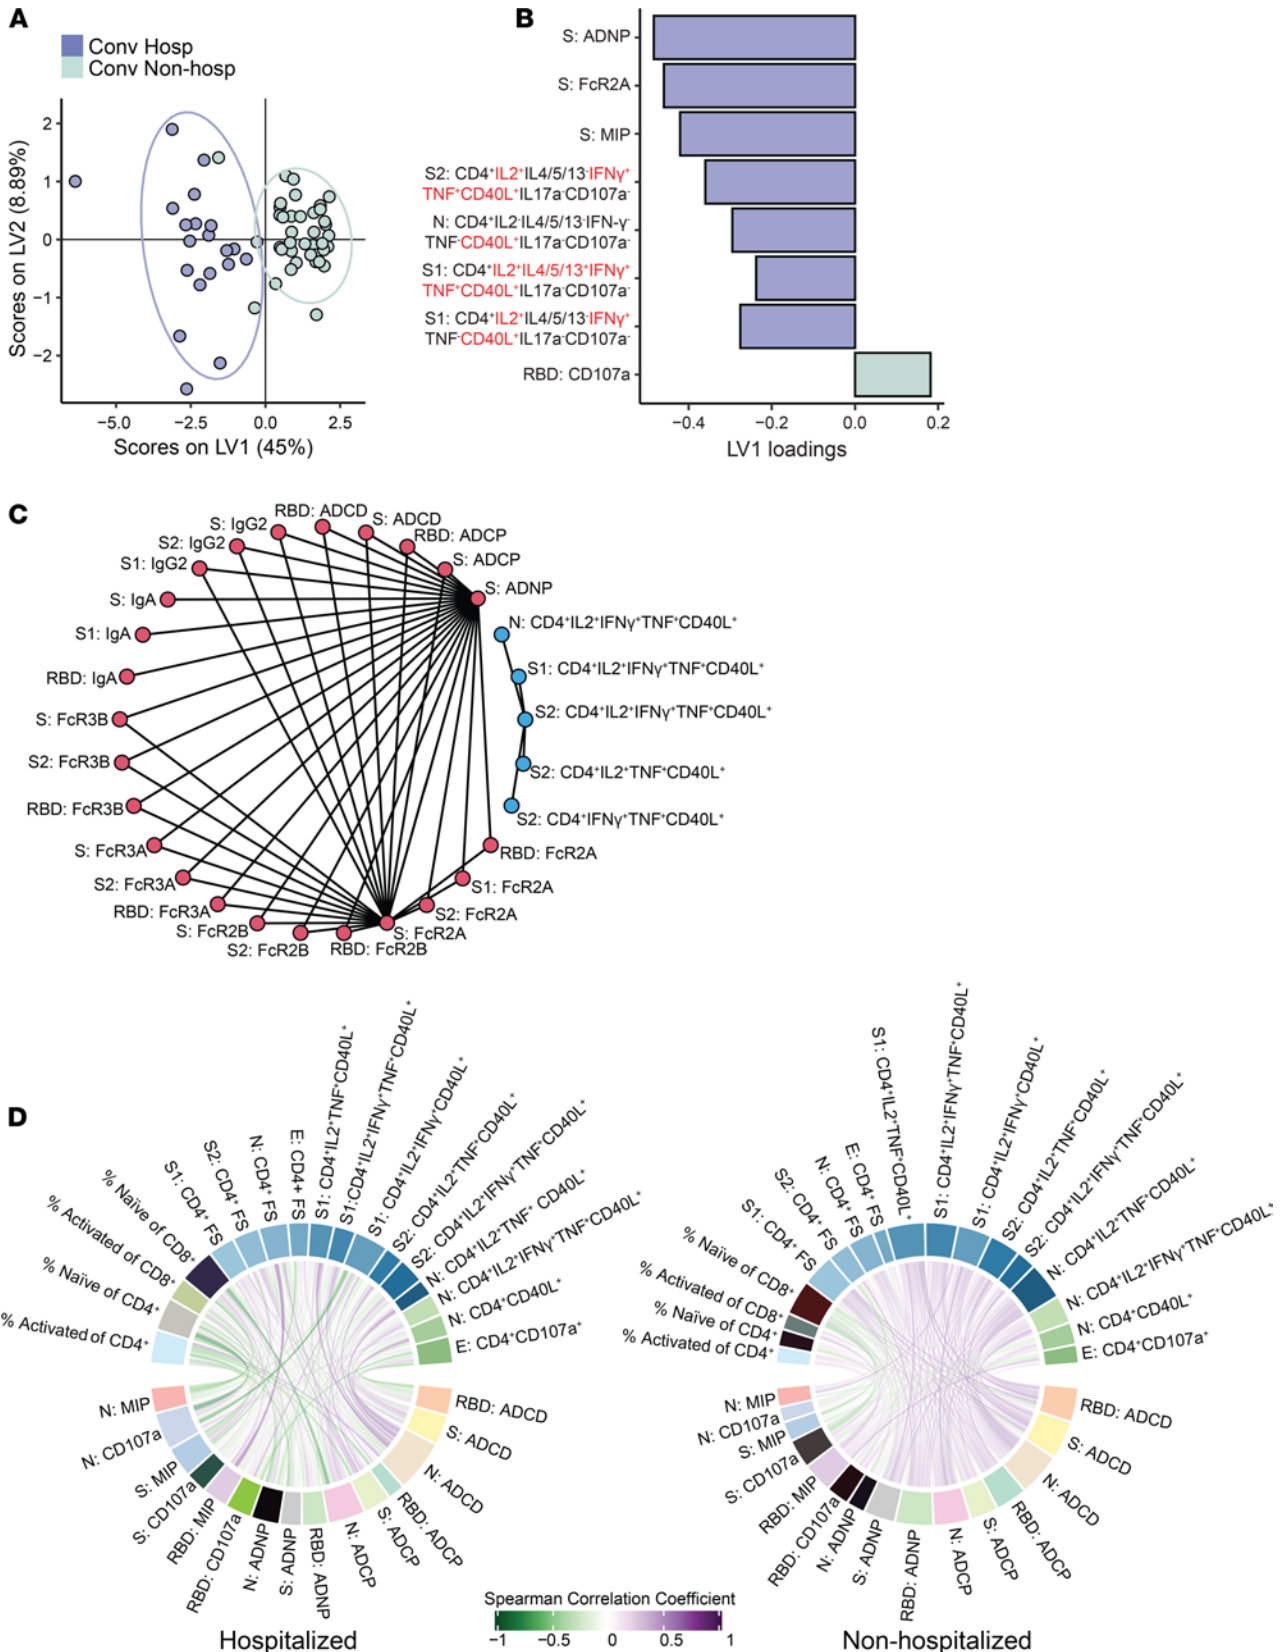 A
Conv Hosp
Conv Non-hosp
Scores on LV2 (8.89%)
2
1
0
−1
−2
−5.0
−2.5
0.0
2.5
Scores on LV1 (45%)
B
S: ADNP
S: FcR2A
S: MIP
S2: CD4⁺IL2⁺IL4/5/13⁻IFNγ⁺
TNF⁺CD40L⁺IL17a⁻CD107a⁻
N: CD4⁺IL2⁻IL4/5/13⁻IFN-γ⁻
TNF⁻CD40L⁺IL17a⁻CD107a⁻
S1: CD4⁺IL2⁺IL4/5/13⁺IFNγ⁺
TNF⁺CD40L⁺IL17a⁻CD107a⁻
S1: CD4⁺IL2⁺IL4/5/13⁻IFNγ⁺
TNF⁻CD40L⁺IL17a⁻CD107a⁻
RBD: CD107a
−0.4
−0.2
0.0
0.2
LV1 loadings
C
RBD: ADCD
S: ADCD
S: IgG2
RBD: ADCP
S2: IgG2
S: ADCP
S1: IgG2
S: ADNP
S: IgA
N: CD4⁺IL2⁺IFNγ⁺TNF⁺CD40L⁺
S1: IgA
S1: CD4⁺IL2⁺IFNγ⁺TNF⁺CD40L⁺
RBD: IgA
S2: CD4⁺IL2⁺IFNγ⁺TNF⁺CD40L⁺
S: FcR3B
S2: FcR3B
S2: CD4⁺IL2⁺TNF⁺CD40L⁺
RBD: FcR3B
S2: CD4⁺IFNγ⁺TNF⁺CD40L⁺
S: FcR3A
RBD: FcR2A
S2: FcR3A
S1: FcR2A
RBD: FcR3A
S2: FcR2A
S: FcR2B
S: FcR2A
S2: FcR2B
RBD: FcR2B
D
% Activated of CD4⁺
% Naïve of CD4⁺
% Activated of CD8⁺
% Naïve of CD8⁺
S1: CD4⁺ FS
S2: CD4⁺ FS
N: CD4⁺ FS
E: CD4+ FS
S1: CD4⁺IL2⁺TNF⁺CD40L⁺
S1:CD4⁺IL2⁺IFNγ⁺TNF⁺CD40L⁺
S1: CD4⁺IL2⁺IFNγ⁺CD40L⁺
S2: CD4⁺IL2⁺TNF⁺CD40L⁺
S2: CD4⁺IL2⁺IFNγ⁺TNF⁺CD40L⁺
N: CD4⁺IL2⁺TNF⁺ CD40L⁺
N: CD4⁺IL2⁺IFNγ⁺TNF⁺CD40L⁺
N: CD4⁺CD40L⁺
E: CD4⁺CD107a⁺
RBD: ADCD
S: ADCD
N: ADCD
RBD: ADCP
S: ADCP
N: ADCP
RBD: ADNP
S: ADNP
N: ADNP
RBD: CD107a
RBD: MIP
S: CD107a
S: MIP
N: CD107a
N: MIP
Hospitalized
% Activated of CD4⁺
% Naïve of CD4⁺
% Activated of CD8⁺
% Naïve of CD8⁺
S1: CD4⁺ FS
S2: CD4⁺ FS
N: CD4⁺ FS
E: CD4⁺ FS
S1: CD4⁺IL2⁺TNF⁺CD40L⁺
S1: CD4⁺IL2⁺IFNγ⁺TNF⁺CD40L⁺
S1: CD4⁺IL2⁺IFNγ⁺CD40L⁺
S2: CD4⁺IL2⁺TNF⁺CD40L⁺
S2: CD4⁺IL2⁺IFNγ⁺TNF⁺CD40L⁺
N: CD4⁺IL2⁺TNF⁺CD40L⁺
N: CD4⁺IL2⁺IFNγ⁺TNF⁺CD40L⁺
N: CD4⁺CD40L⁺
E: CD4⁺CD107a⁺
RBD: ADCD
S: ADCD
N: ADCD
RBD: ADCP
S: ADCP
N: ADCP
RBD: ADNP
S: ADNP
N: ADNP
RBD: CD107a
RBD: MIP
S: CD107a
S: MIP
N: CD107a
N: MIP
Non-hospitalized
Spearman Correlation Coefficient
−1
−0.5
0
0.5
1